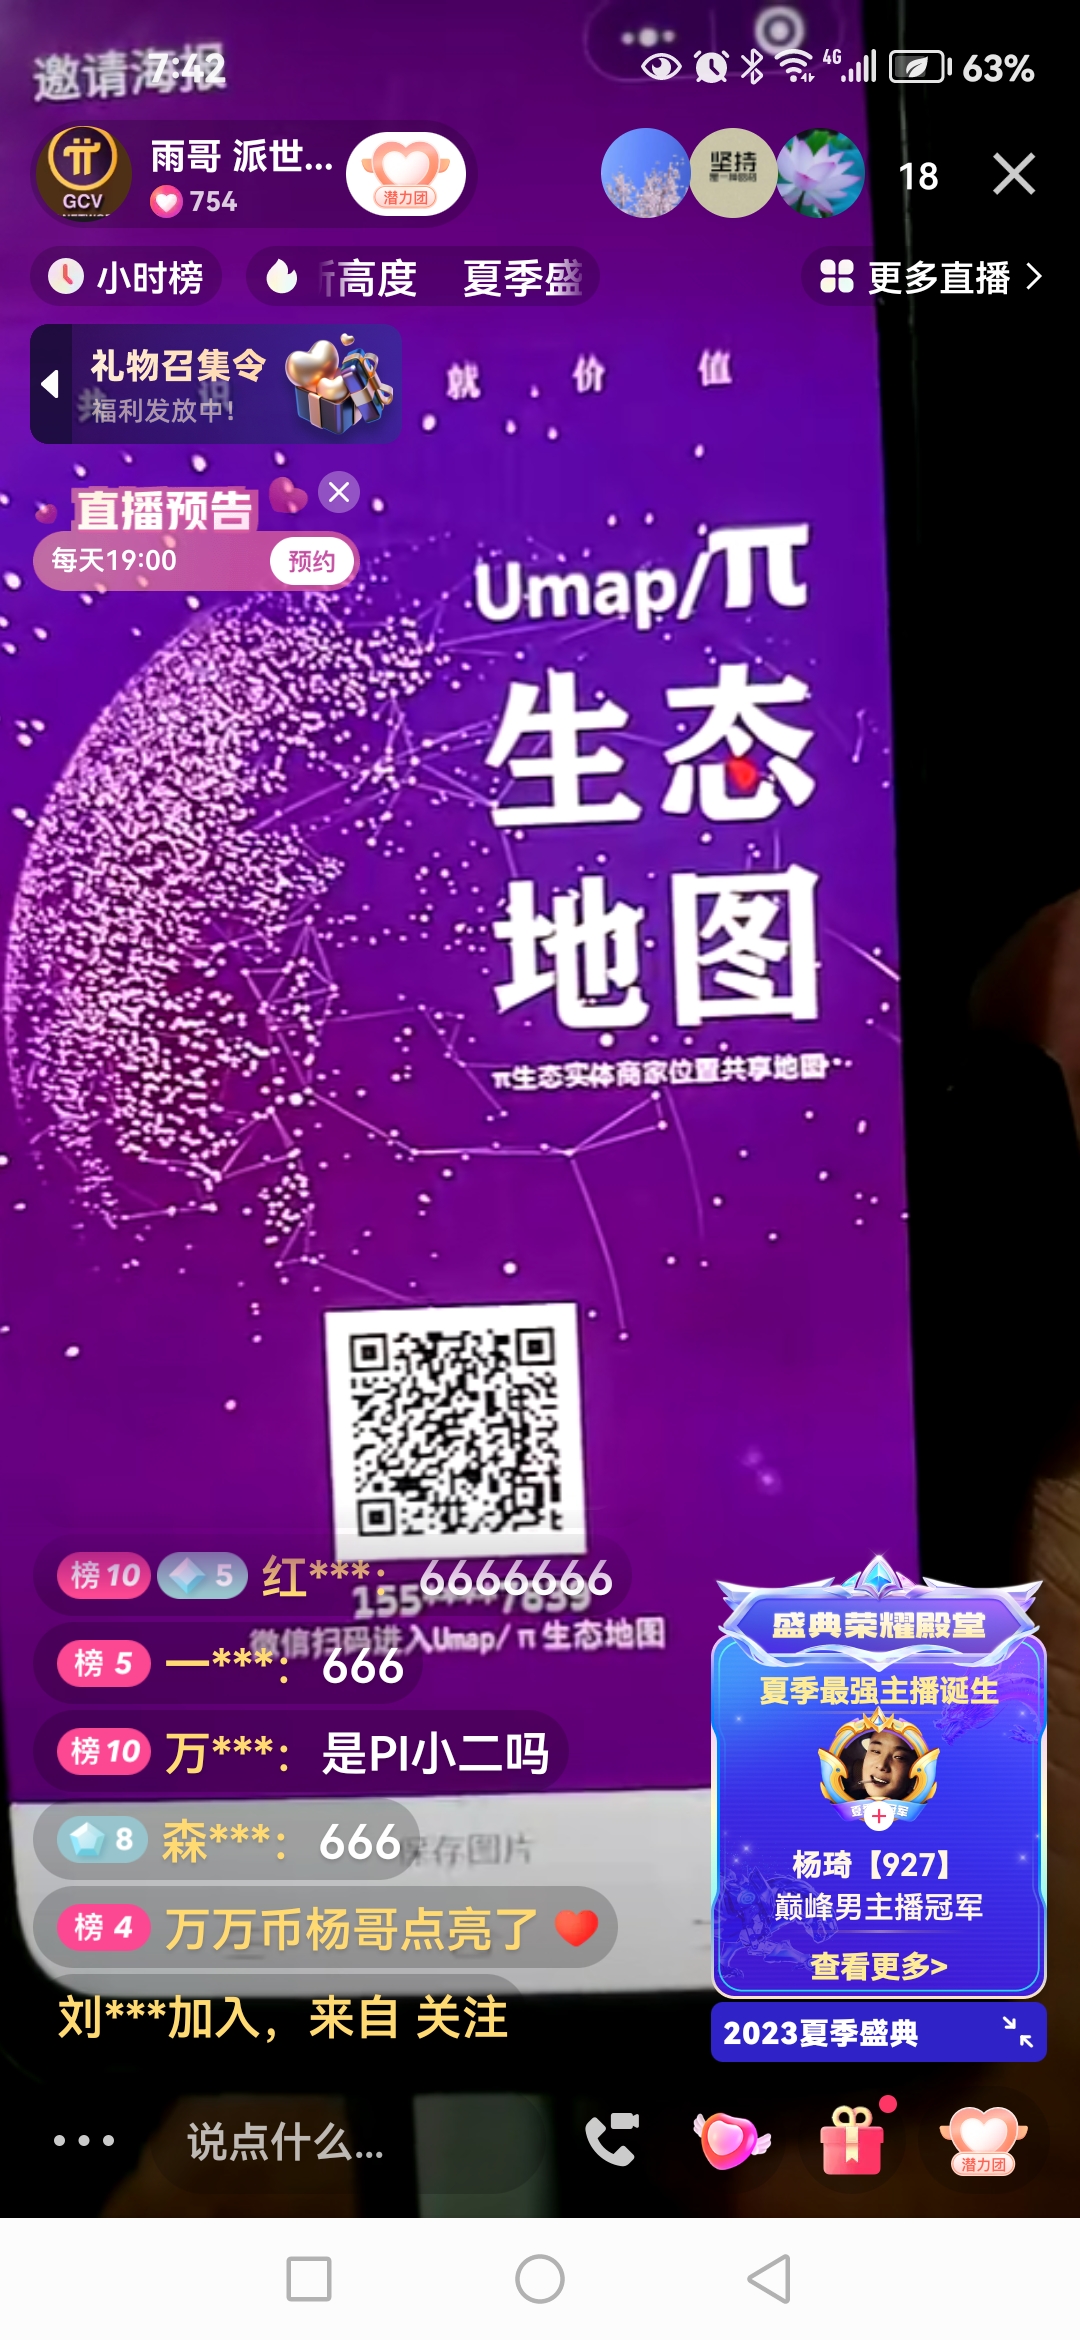 邀请海报
7:42
4G
63%
雨哥 派世...
754
潜力团
GCV
坚持
18
小时榜
高度 夏季盛
更多直播
礼物召集令
福利发放中!
就 价 值
直播预告
每天19:00
预约
Umap/π
生态
地图
π生态实体商家位置共享地图
榜10 5 红***: 6666666
155****7839
微信扫码进入Umap/π生态地图
榜5 一***: 666
榜10 万***: 是PI小二吗
8 森***: 666
保存图片
榜4 万万币杨哥点亮了
刘***加入，来自 关注
盛典荣耀殿堂
夏季最强主播诞生
杨琦【927】
巅峰男主播冠军
查看更多>
2023夏季盛典
说点什么...
潜力团